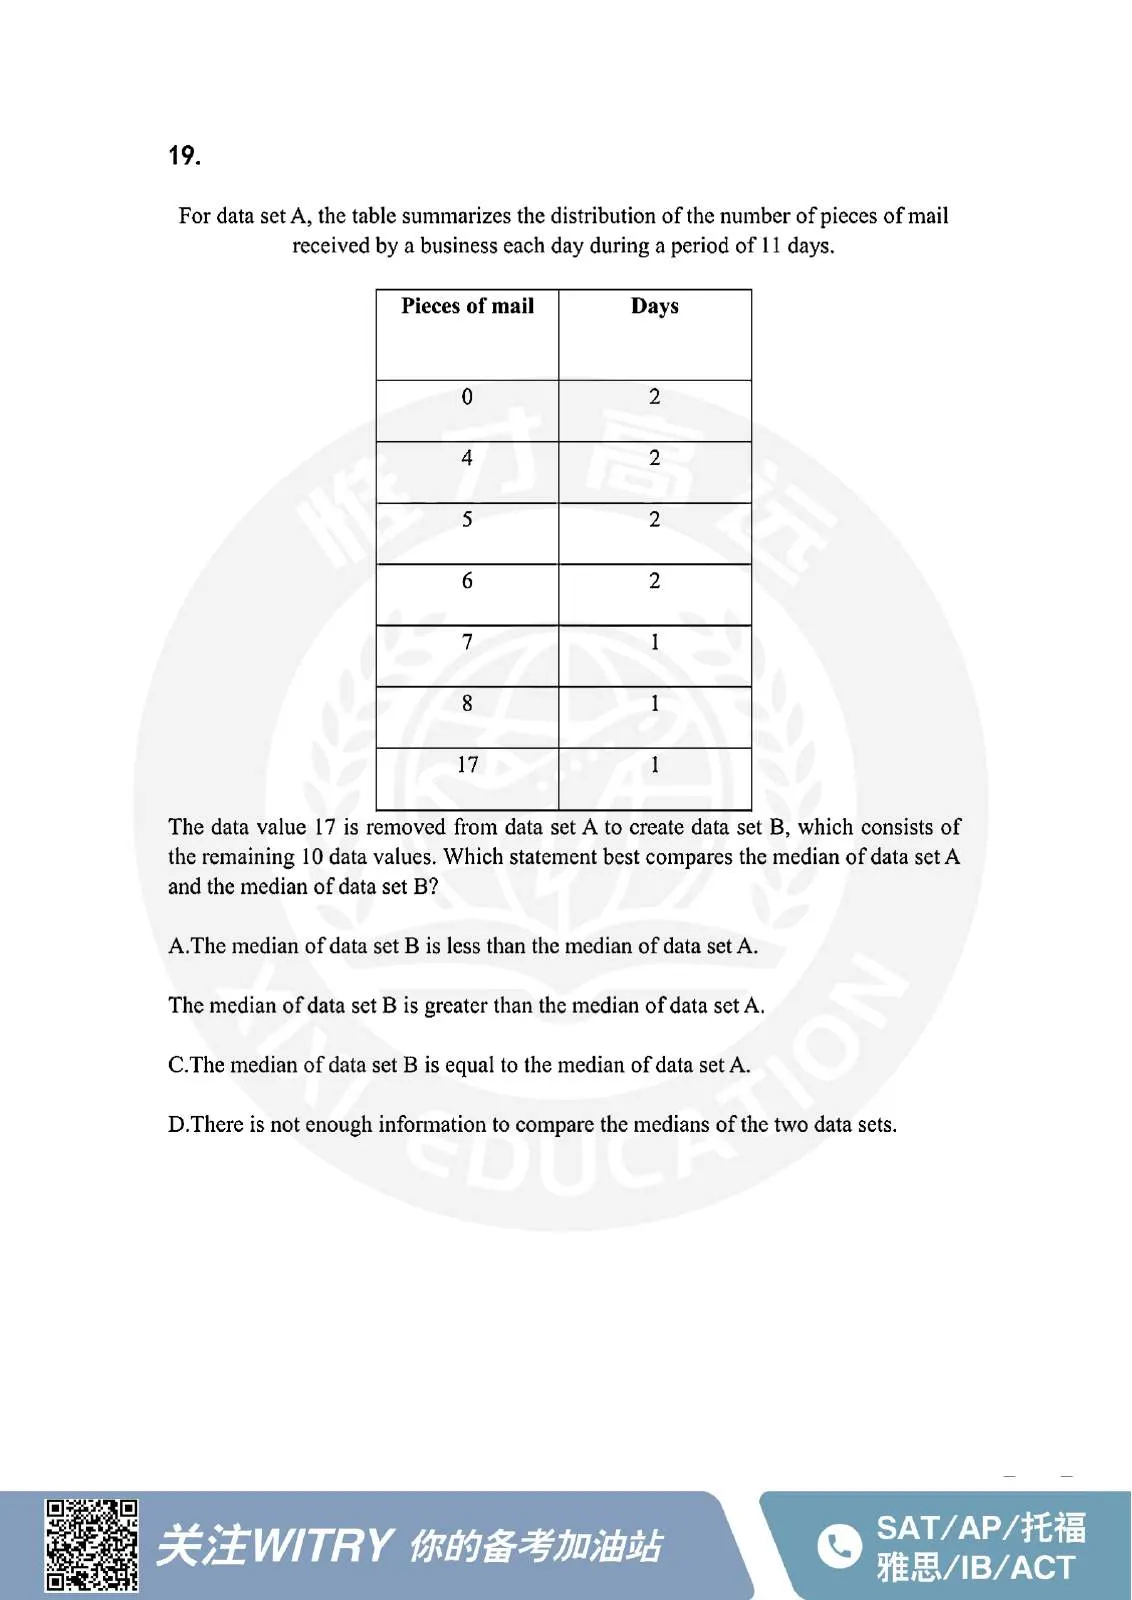 19.
For data set A, the table summarizes the distribution of the number of pieces of mail
received by a business each day during a period of 11 days.
Pieces of mail Days
0 2
4 2
5 2
6 2
7 1
8 1
17 1
The data value 17 is removed from data set A to create data set B, which consists of
the remaining 10 data values. Which statement best compares the median of data set A
and the median of data set B?
A.The median of data set B is less than the median of data set A.
The median of data set B is greater than the median of data set A.
C.The median of data set B is equal to the median of data set A.
D.There is not enough information to compare the medians of the two data sets.
惟才高远
XIXI EDUCATION
关注WITRY 你的备考加油站
SAT/AP/托福
雅思/IB/ACT